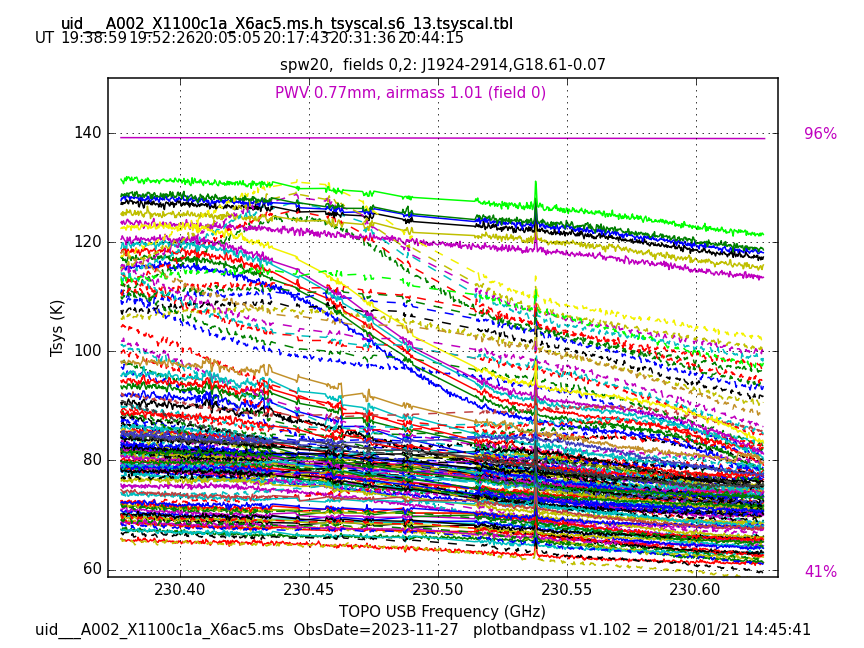 uid___A002_X1100c1a_X6ac5.ms.h_tsyscal.s6_13.tsyscal.tbl
UT 19:38:59 19:52:26 20:05:05 20:17:43 20:31:36 20:44:15
spw20, fields 0,2: J1924-2914,G18.61-0.07
PWV 0.77mm, airmass 1.01 (field 0)
96%
140
120
100
80
60
Tsys (K)
41%
230.40 230.45 230.50 230.55 230.60
TOPO USB Frequency (GHz)
uid___A002_X1100c1a_X6ac5.ms ObsDate=2023-11-27 plotbandpass v1.102 = 2018/01/21 14:45:41